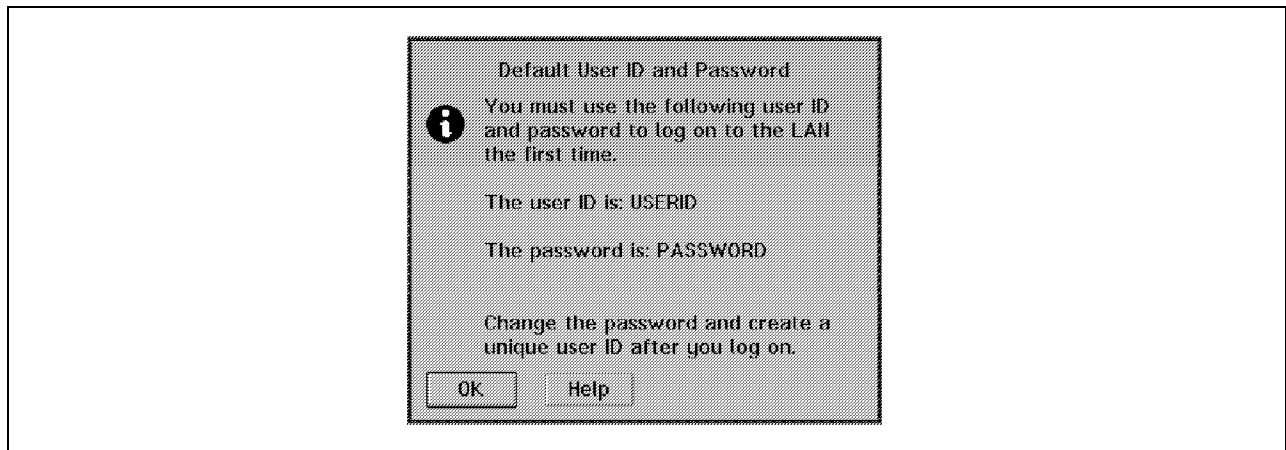 Default User ID and Password
You must use the following user ID
and password to log on to the LAN
the first time.
The user ID is: USERID
The password is: PASSWORD
Change the password and create a
unique user ID after you log on.
OK Help